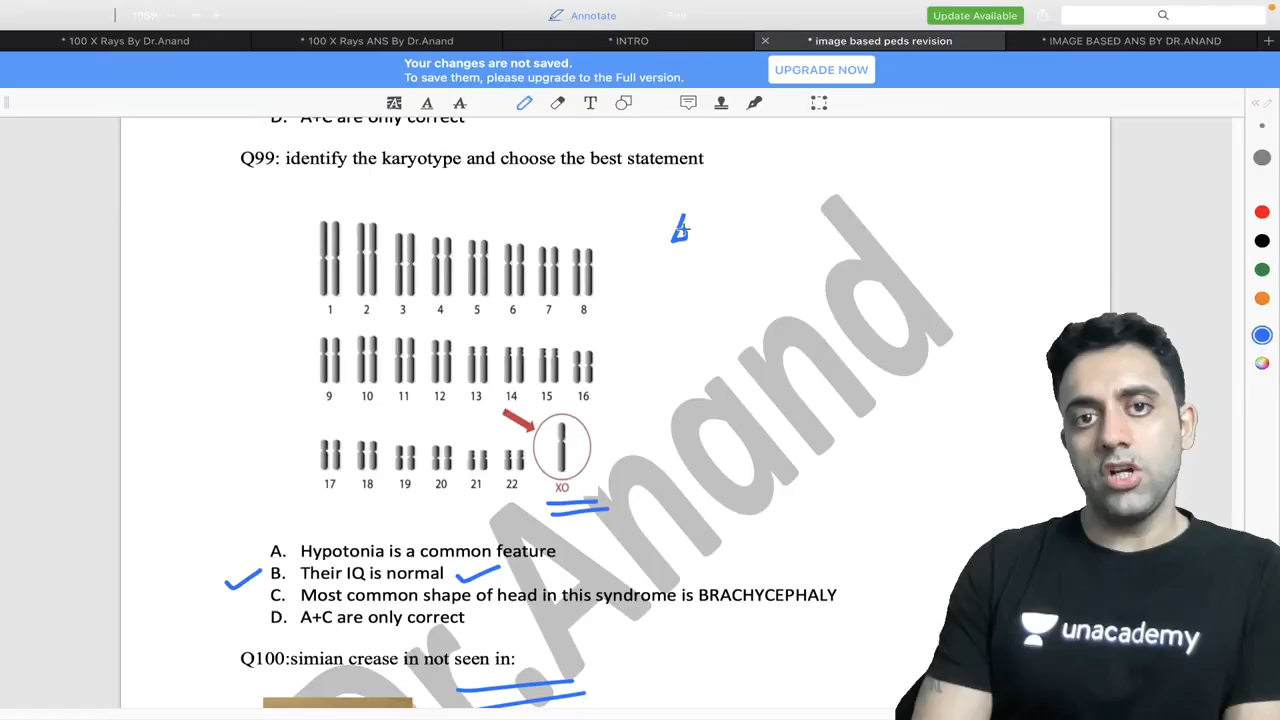 105%
Annotate
Find
Update Available
* 100 X Rays By Dr.Anand
* 100 X Rays ANS By Dr.Anand
* INTRO
* image based peds revision
* IMAGE BASED ANS BY DR.ANAND
Your changes are not saved.
To save them, please upgrade to the Full version.
UPGRADE NOW
D. A+C are only correct
Q99: identify the karyotype and choose the best statement
1 2 3 4 5 6 7 8
9 10 11 12 13 14 15 16
17 18 19 20 21 22 XO
A. Hypotonia is a common feature
B. Their IQ is normal
C. Most common shape of head in this syndrome is BRACHYCEPHALY
D. A+C are only correct
Q100:simian crease in not seen in:
Dr.Anand
unacademy